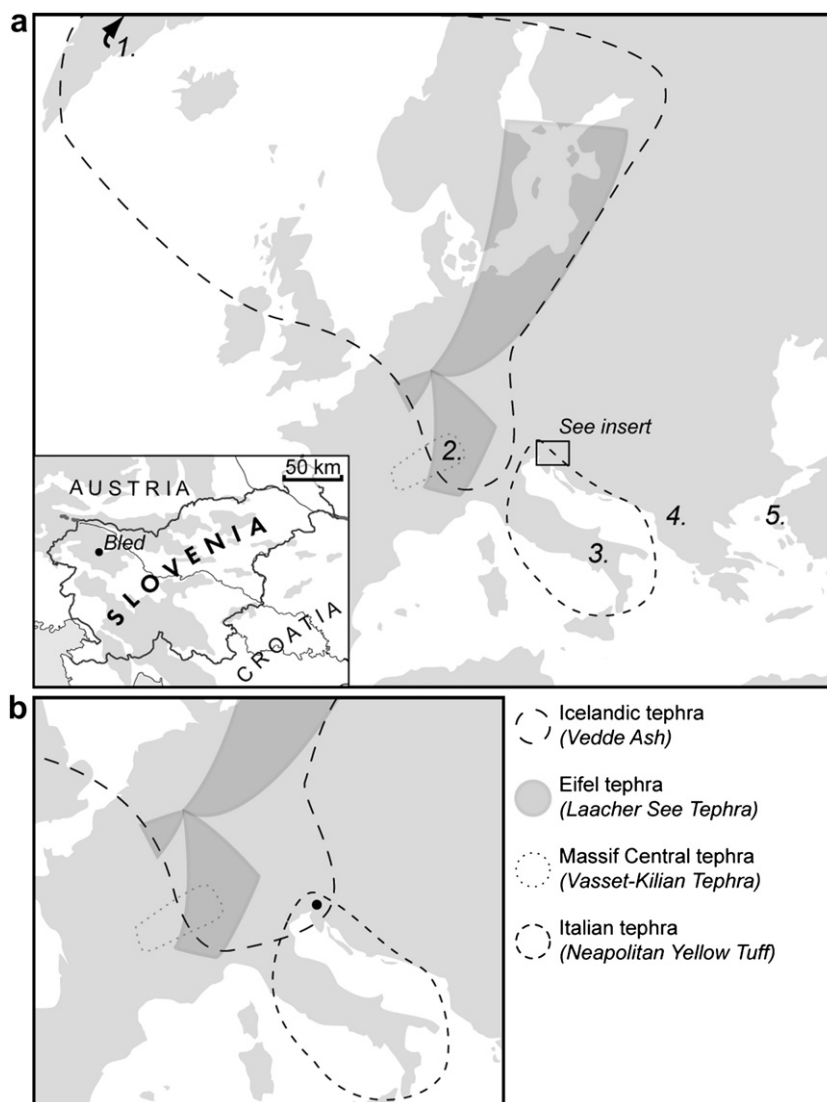 a
1.
See insert
2.
3.
4.
5.
50 km
AUSTRIA
Bled
SLOVENIA
CROATIA
b
Icelandic tephra
(Vedde Ash)
Eifel tephra
(Laacher See Tephra)
Massif Central tephra
(Vasset-Kilian Tephra)
Italian tephra
(Neapolitan Yellow Tuff)